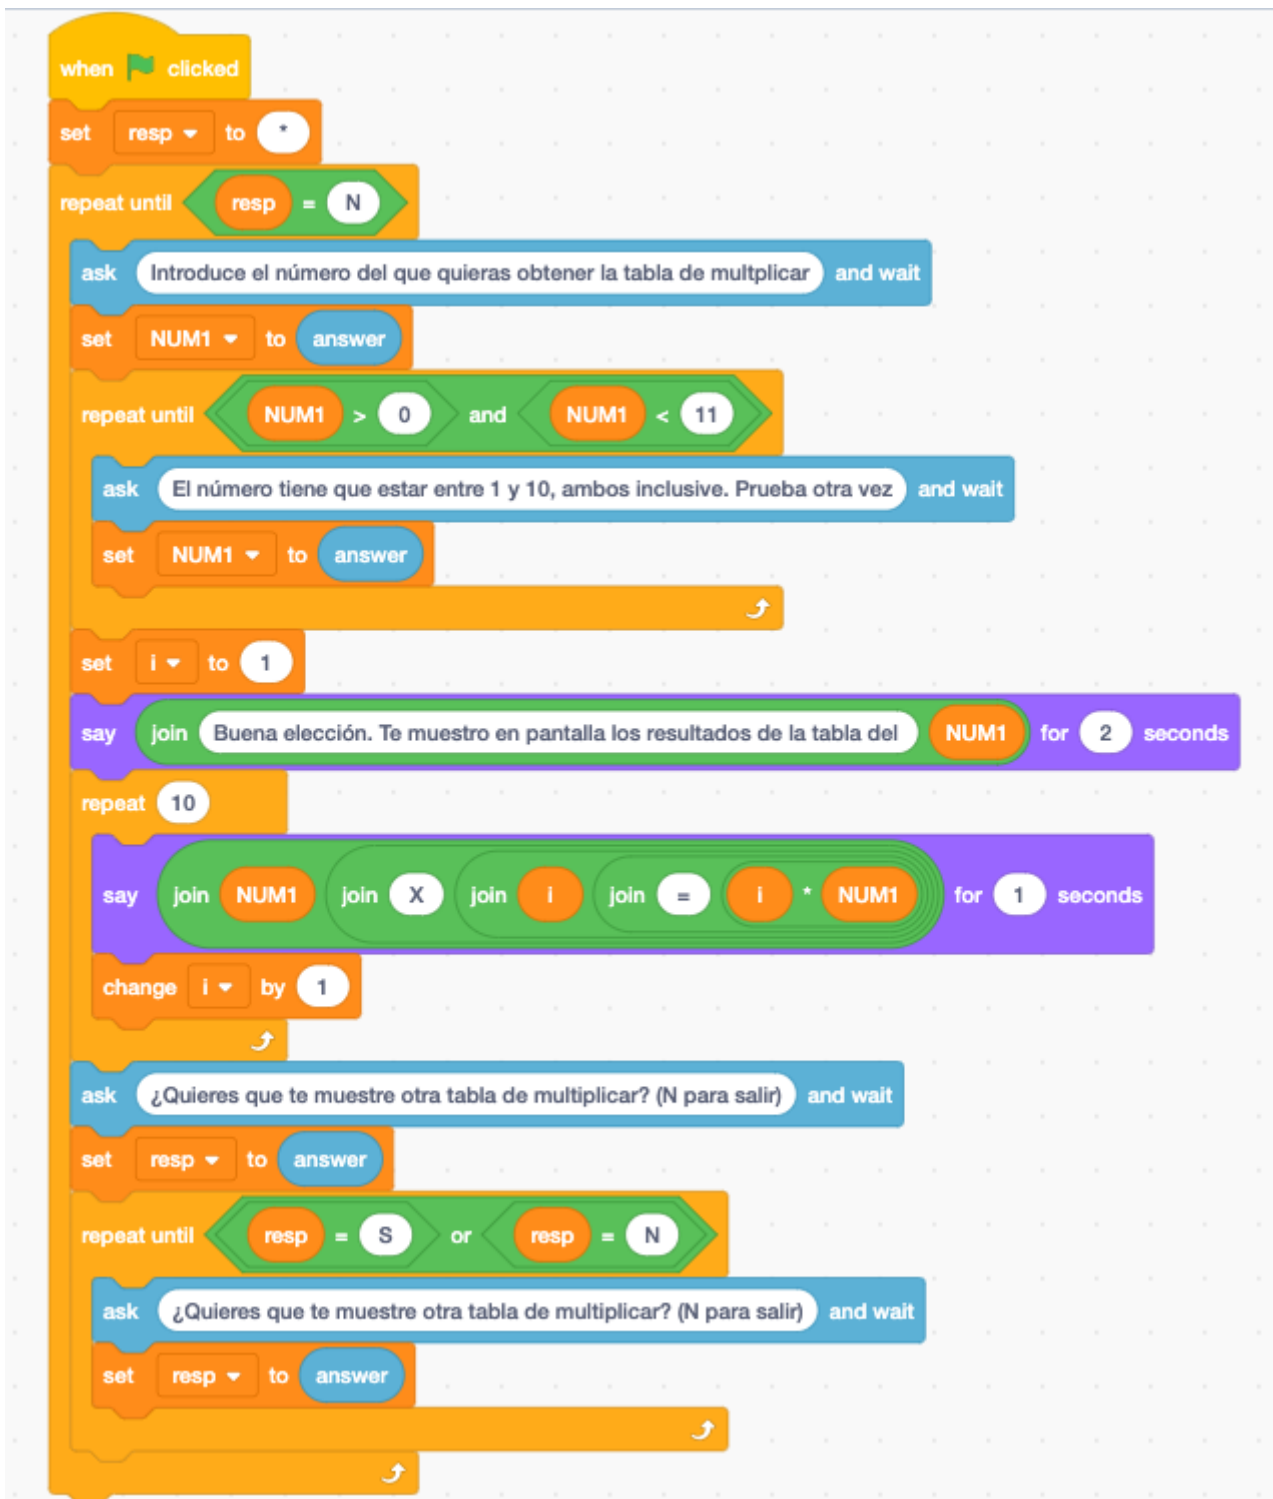 when clicked
set resp to *
repeat until resp = N
ask Introduce el número del que quieras obtener la tabla de multplicar and wait
set NUM1 to answer
repeat until NUM1 > 0 and NUM1 < 11
ask El número tiene que estar entre 1 y 10, ambos inclusive. Prueba otra vez and wait
set NUM1 to answer
set i to 1
say join Buena elección. Te muestro en pantalla los resultados de la tabla del NUM1 for 2 seconds
repeat 10
say join NUM1 join X join i join = i * NUM1 for 1 seconds
change i by 1
ask ¿Quieres que te muestre otra tabla de multiplicar? (N para salir) and wait
set resp to answer
repeat until resp = S or resp = N
ask ¿Quieres que te muestre otra tabla de multiplicar? (N para salir) and wait
set resp to answer